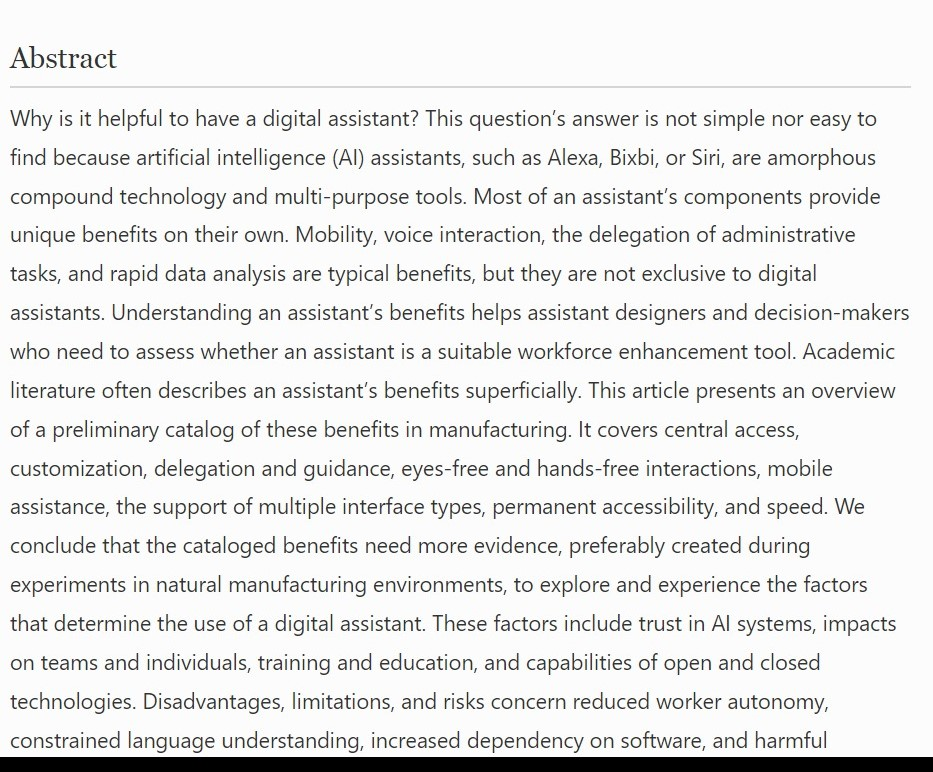 Abstract
Why is it helpful to have a digital assistant? This question’s answer is not simple nor easy to
find because artificial intelligence (AI) assistants, such as Alexa, Bixbi, or Siri, are amorphous
compound technology and multi-purpose tools. Most of an assistant’s components provide
unique benefits on their own. Mobility, voice interaction, the delegation of administrative
tasks, and rapid data analysis are typical benefits, but they are not exclusive to digital
assistants. Understanding an assistant’s benefits helps assistant designers and decision-makers
who need to assess whether an assistant is a suitable workforce enhancement tool. Academic
literature often describes an assistant’s benefits superficially. This article presents an overview
of a preliminary catalog of these benefits in manufacturing. It covers central access,
customization, delegation and guidance, eyes-free and hands-free interactions, mobile
assistance, the support of multiple interface types, permanent accessibility, and speed. We
conclude that the cataloged benefits need more evidence, preferably created during
experiments in natural manufacturing environments, to explore and experience the factors
that determine the use of a digital assistant. These factors include trust in AI systems, impacts
on teams and individuals, training and education, and capabilities of open and closed
technologies. Disadvantages, limitations, and risks concern reduced worker autonomy,
constrained language understanding, increased dependency on software, and harmful